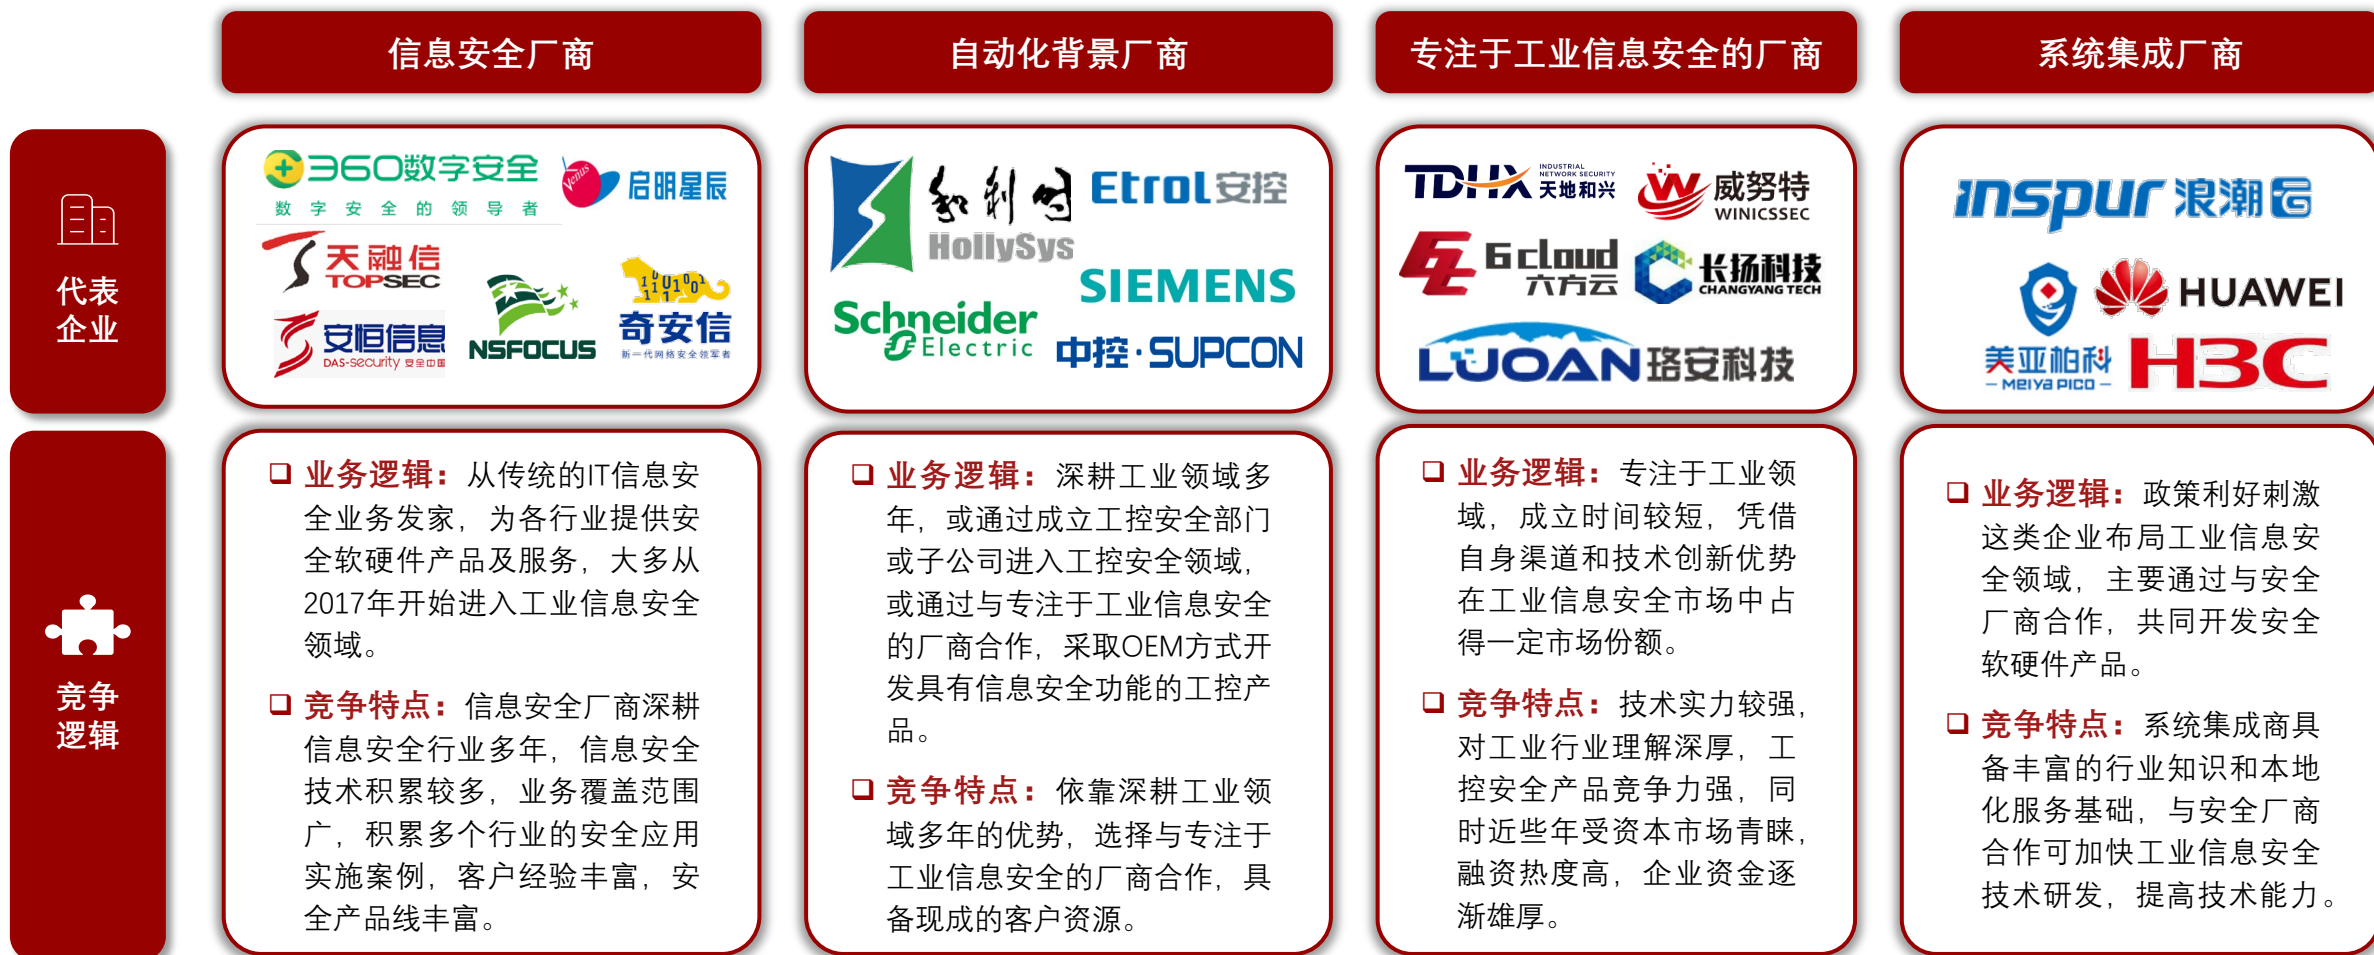 信息安全厂商
自动化背景厂商
专注于工业信息安全的厂商
系统集成厂商
代表
企业
360数字安全
数字安全的领导者
Venus
启明星辰
天融信
TOPSEC
安恒信息
DAS-security 安全中国
NSFOCUS
奇安信
新一代网络安全领军者
和利时
HollySys
Etrol安控
SIEMENS
Schneider
Electric
中控·SUPCON
TDHX
INDUSTRIAL
NETWORK SECURITY
天地和兴
威努特
WINICSSEC
6cloud
六方云
长扬科技
CHANGYANG TECH
LUOAN珞安科技
inspur 浪潮
HUAWEI
美亚柏科
MEIYA PICO
H3C
竞争
逻辑
业务逻辑：从传统的IT信息安
全业务发家，为各行业提供安
全软硬件产品及服务，大多从
2017年开始进入工业信息安全
领域。
竞争特点：信息安全厂商深耕
信息安全行业多年，信息安全
技术积累较多，业务覆盖范围
广，积累多个行业的安全应用
实施案例，客户经验丰富，安
全产品线丰富。
业务逻辑：深耕工业领域多
年，或通过成立工控安全部门
或子公司进入工控安全领域，
或通过与专注于工业信息安全
的厂商合作，采取OEM方式开
发具有信息安全功能的工控产
品。
竞争特点：依靠深耕工业领
域多年的优势，选择与专注于
工业信息安全的厂商合作，具
备现成的客户资源。
业务逻辑：专注于工业领
域，成立时间较短，凭借
自身渠道和技术创新优势
在工业信息安全市场中占
得一定市场份额。
竞争特点：技术实力较强，
对工业行业理解深厚，工
控安全产品竞争力强，同
时近些年受资本市场青睐，
融资热度高，企业资金逐
渐雄厚。
业务逻辑：政策利好刺激
这类企业布局工业信息安
全领域，主要通过与安全
厂商合作，共同开发安全
软硬件产品。
竞争特点：系统集成商具
备丰富的行业知识和本地
化服务基础，与安全厂商
合作可加快工业信息安全
技术研发，提高技术能力。